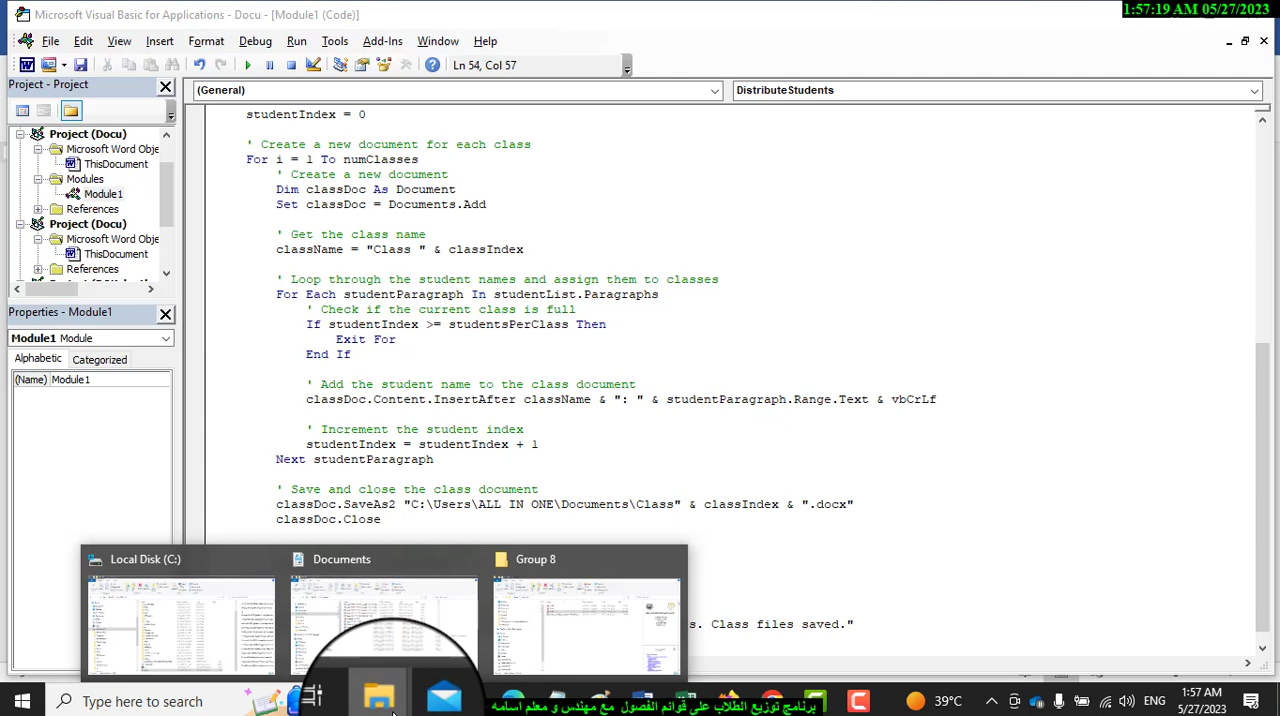 Microsoft Visual Basic for Applications - Docu - [Module1 (Code)]
1:57:19 AM 05/27/2023
File Edit View Insert Format Debug Run Tools Add-Ins Window Help
Ln 54, Col 57
Project - Project
(General)
DistributeStudents
Project (Docu)
Microsoft Word Obje
ThisDocument
Modules
Module1
References
Project (Docu)
Microsoft Word Obje
ThisDocument
References
Properties - Module1
Module1 Module
Alphabetic Categorized
(Name) Module1
studentIndex = 0
' Create a new document for each class
For i = 1 To numClasses
' Create a new document
Dim classDoc As Document
Set classDoc = Documents.Add
' Get the class name
className = "Class " & classIndex
' Loop through the student names and assign them to classes
For Each studentParagraph In studentList.Paragraphs
' Check if the current class is full
If studentIndex >= studentsPerClass Then
Exit For
End If
' Add the student name to the class document
classDoc.Content.InsertAfter className & ": " & studentParagraph.Range.Text & vbCrLf
' Increment the student index
studentIndex = studentIndex + 1
Next studentParagraph
' Save and close the class document
classDoc.SaveAs2 "C:\Users\ALL IN ONE\Documents\Class" & classIndex & ".docx"
classDoc.Close
s. Class files saved."
Local Disk (C:)
Documents
Group 8
Type here to search
برنامج توزيع الطلاب على قوائم الفصول مع مهندس و معلم اسامه
39°C
1:57 AM
5/27/2023